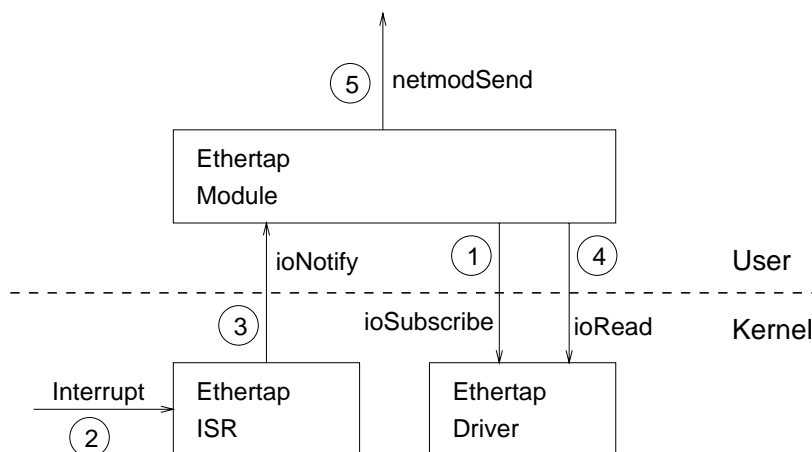 5
netmodSend
Ethertap
Module
ioNotify
1
4
User
3
ioSubscribe
ioRead
Kernel
Interrupt
2
Ethertap
ISR
Ethertap
Driver